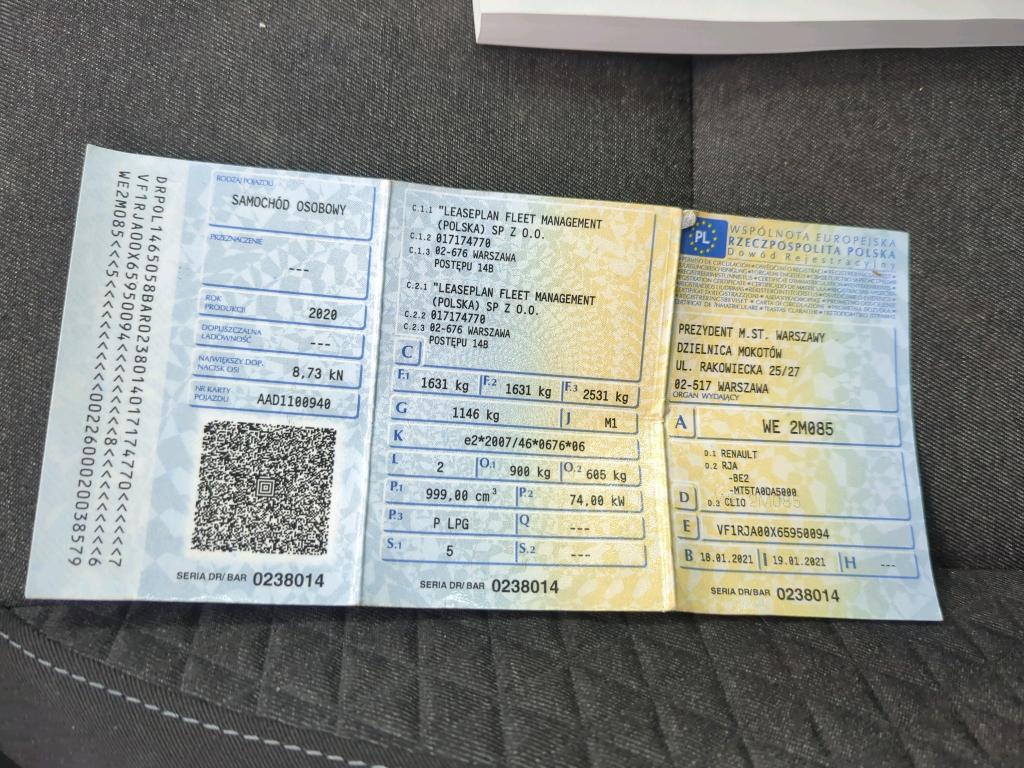 DRPOL1465058BAR02380140171747​70<<<<<<7
VF1RJA00X65950094<<<<<<<<<<8<<<<<<<<6
WE2M085<<<5<<<<<<<<<<<0022600020038579
RODZAJ POJAZDU
SAMOCHÓD OSOBOWY
PRZEZNACZENIE
---
ROK
PRODUKCJI 2020
DOPUSZCZALNA
ŁADOWNOŚĆ ---
NAJWIĘKSZY DOP.
NACISK OSI 8,73 kN
NR KARTY
POJAZDU AAD1100940
SERIA DR/BAR 0238014
C.1.1 "LEASEPLAN FLEET MANAGEMENT
(POLSKA) SP Z O.O.
C.1.2 017174770
C.1.3 02-676 WARSZAWA
POSTĘPU 14B
C.2.1 "LEASEPLAN FLEET MANAGEMENT
(POLSKA) SP Z O.O.
C.2.2 017174770
C.2.3 02-676 WARSZAWA
POSTĘPU 14B
C
F.1 1631 kg F.2 1631 kg F.3 2531 kg
G 1146 kg J M1
K e2*2007/46*0676*06
L 2 O.1 900 kg O.2 605 kg
P.1 999,00 cm³ P.2 74,00 kW
P.3 P LPG Q ---
S.1 5 S.2 ---
SERIA DR/BAR 0238014
PL
WSPÓLNOTA EUROPEJSKA
RZECZPOSPOLITA POLSKA
Dowód Rejestracyjny
PREZYDENT M.ST. WARSZAWY
DZIELNICA MOKOTÓW
UL. RAKOWIECKA 25/27
02-517 WARSZAWA
ORGAN WYDAJĄCY
A WE 2M085
D.1 RENAULT
D.2 RJA
-BE2
-MT5TA0DA5000
D D.3 CLIO
E VF1RJA00X65950094
B 18.01.2021 I 19.01.2021 H ---
SERIA DR/BAR 0238014